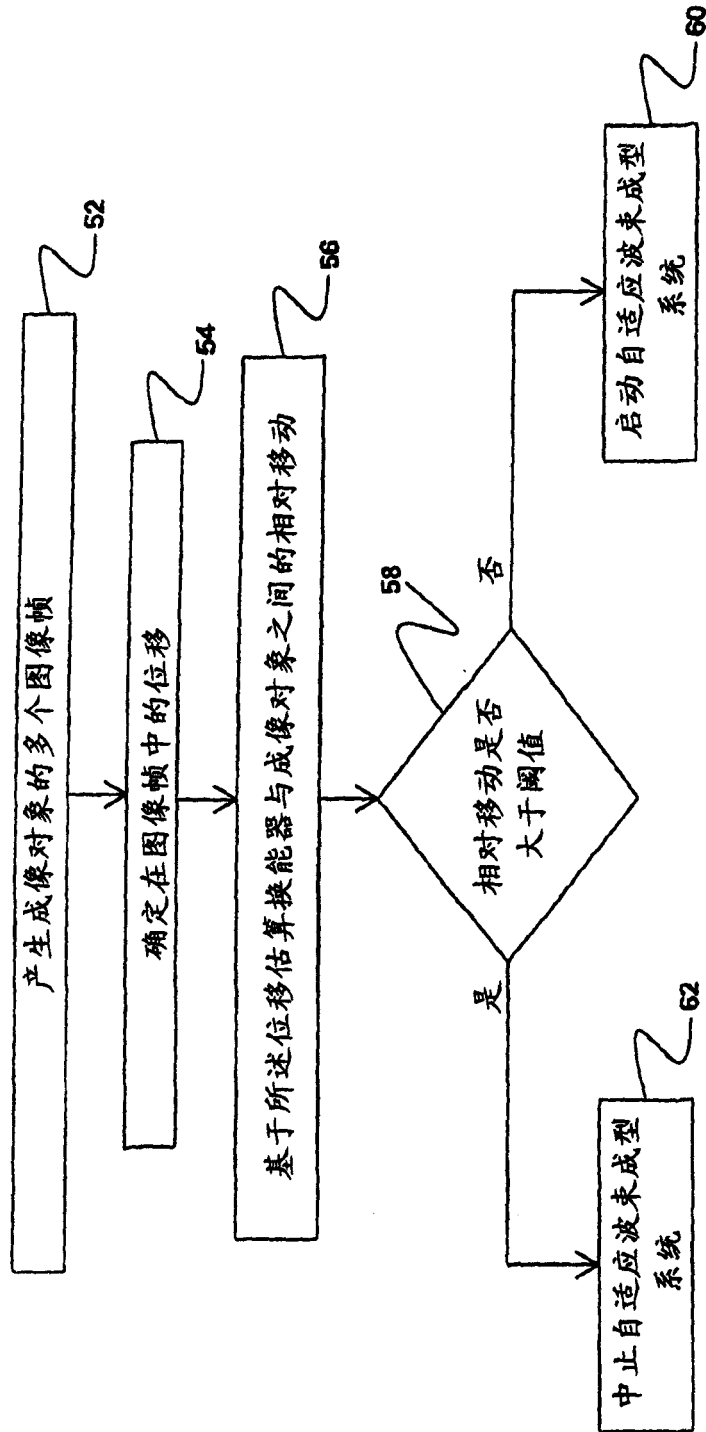 产生成像对象的多个图像帧
52
确定在图像帧中的位移
54
基于所述位移估算换能器与成像对象之间的相对移动
56
相对移动是否
大于阈值
58
是
否
中止自适应波束成型
系统
62
启动自适应波束成型
系统
60